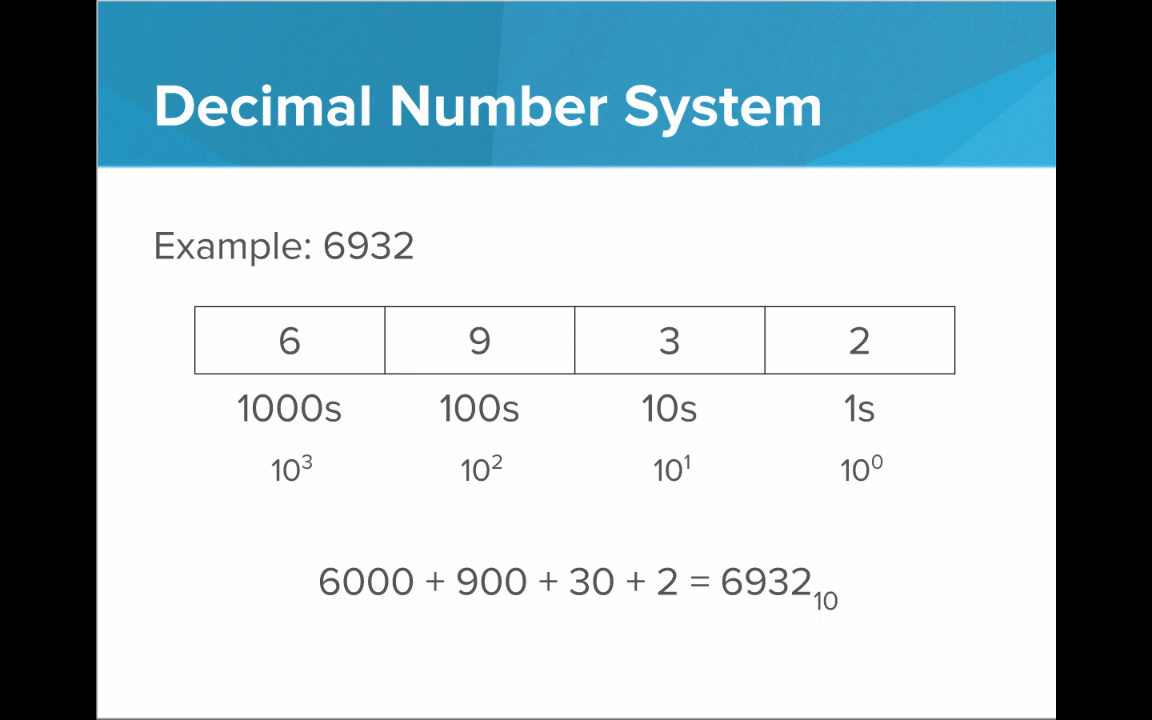 Decimal Number System
Example: 6932
6 9 3 2
1000s 100s 10s 1s
10³ 10² 10¹ 10⁰
6000 + 900 + 30 + 2 = 6932₁₀